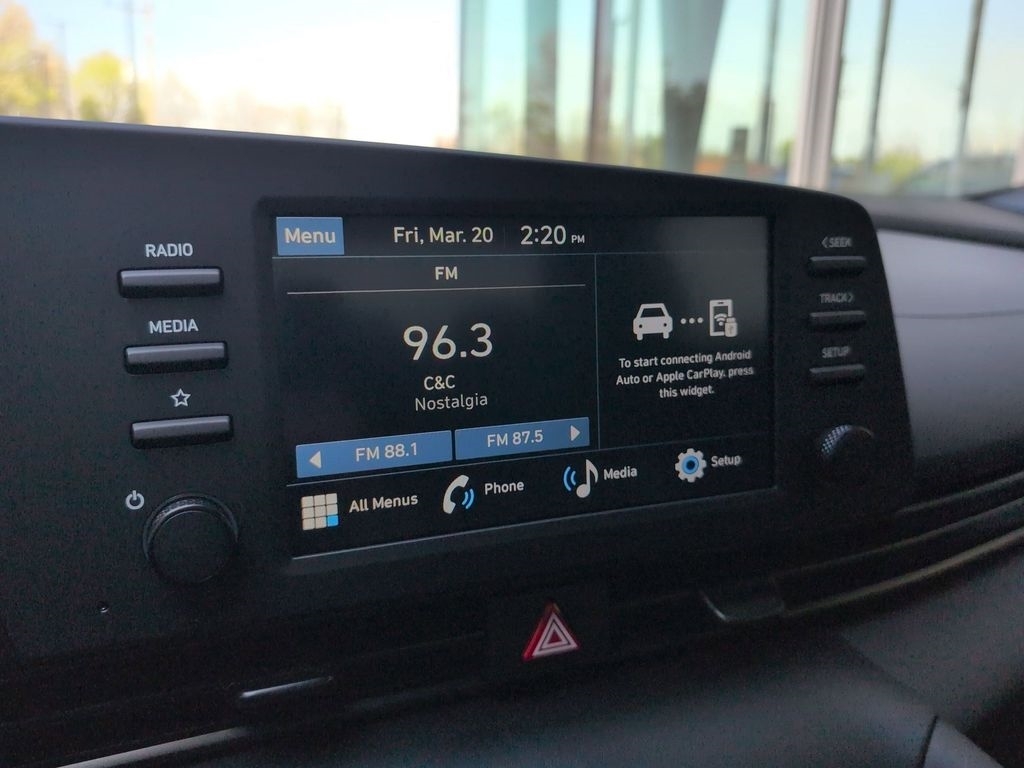 RADIO
MEDIA
Menu
Fri, Mar. 20
2:20 PM
FM
96.3
C&C
Nostalgia
FM 88.1
FM 87.5
To start connecting Android
Auto or Apple CarPlay, press
this widget.
All Menus
Phone
Media
Setup
< SEEK
TRACK >
SETUP